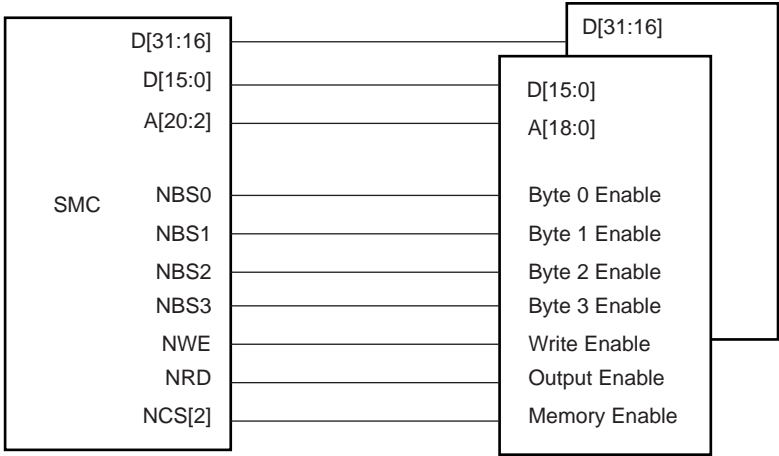 D[31:16] D[31:16]
D[15:0] D[15:0]
A[20:2] A[18:0]
SMC
NBS0 Byte 0 Enable
NBS1 Byte 1 Enable
NBS2 Byte 2 Enable
NBS3 Byte 3 Enable
NWE Write Enable
NRD Output Enable
NCS[2] Memory Enable